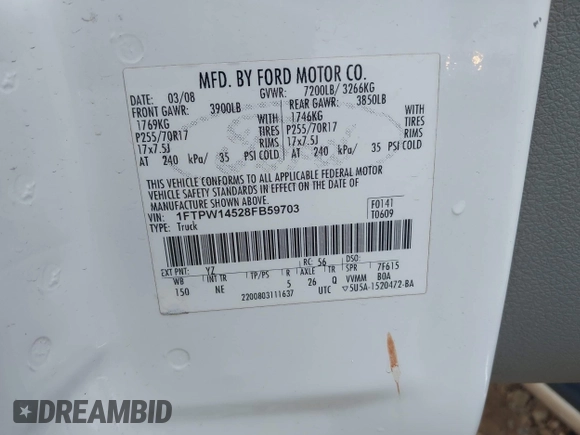 MFD. BY FORD MOTOR CO.
DATE: 03/08 GVWR: 7200LB/ 3266KG
FRONT GAWR: 3900LB REAR GAWR: 3850LB
1769KG WITH 1746KG WITH
P255/70R17 TIRES P255/70R17 TIRES
17x7.5J RIMS 17x7.5J RIMS
AT 240 kPa/ 35 PSI COLD AT 240 kPa/ 35 PSI COLD
THIS VEHICLE CONFORMS TO ALL APPLICABLE FEDERAL MOTOR
VEHICLE SAFETY STANDARDS IN EFFECT ON THE DATE OF
MANUFACTURE SHOWN ABOVE.
VIN: 1FTPW14528FB59703 F0141
TYPE: Truck T0609
EXT PNT: YZ RC: 56 DSO:
WB INT TR TP/PS R AXLE TR SPR 7F615
150 NE 5 26 Q VVMM B0A
2200803111637 UTC ▽5U5A-1520472-BA
DREAMBID